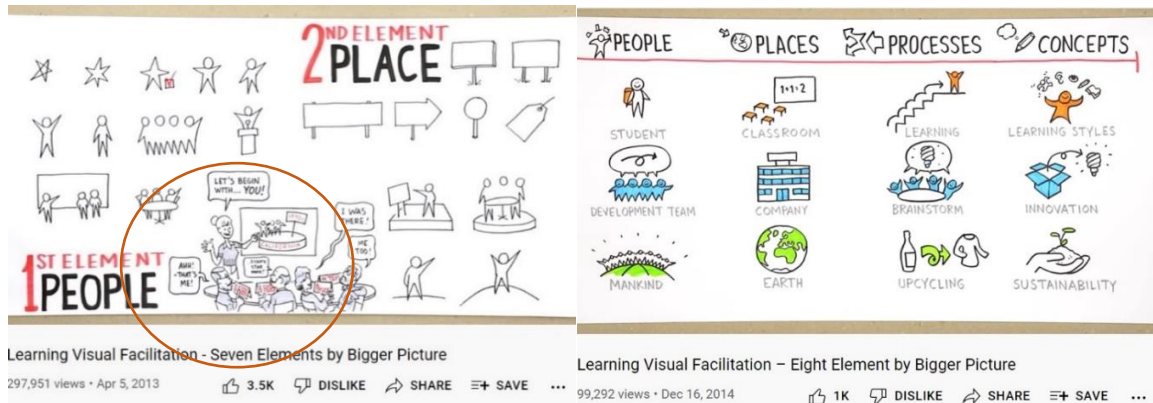 2ND ELEMENT
PLACE
LET'S BEGIN
WITH... YOU!
I WAS
THERE!
ME
TOO!
CALIFORNIA
AHH!
THAT'S
ME!
1ST ELEMENT
PEOPLE
Learning Visual Facilitation - Seven Elements by Bigger Picture
297,951 views • Apr 5, 2013
3.5K
DISLIKE
SHARE
SAVE
PEOPLE
PLACES
PROCESSES
CONCEPTS
1+1=2
STUDENT
CLASSROOM
LEARNING
LEARNING STYLES
DEVELOPMENT TEAM
COMPANY
BRAINSTORM
INNOVATION
MANKIND
EARTH
UPCYCLING
SUSTAINABILITY
Learning Visual Facilitation – Eight Element by Bigger Picture
99,292 views • Dec 16, 2014
1K
DISLIKE
SHARE
SAVE